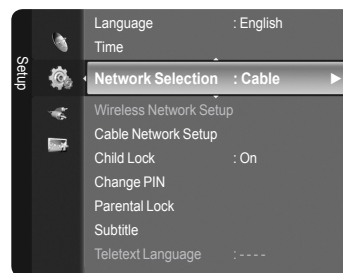 Setup
Language : English
Time
Network Selection : Cable
Wireless Network Setup
Cable Network Setup
Child Lock : On
Change PIN
Parental Lock
Subtitle
Teletext Language : - - - -